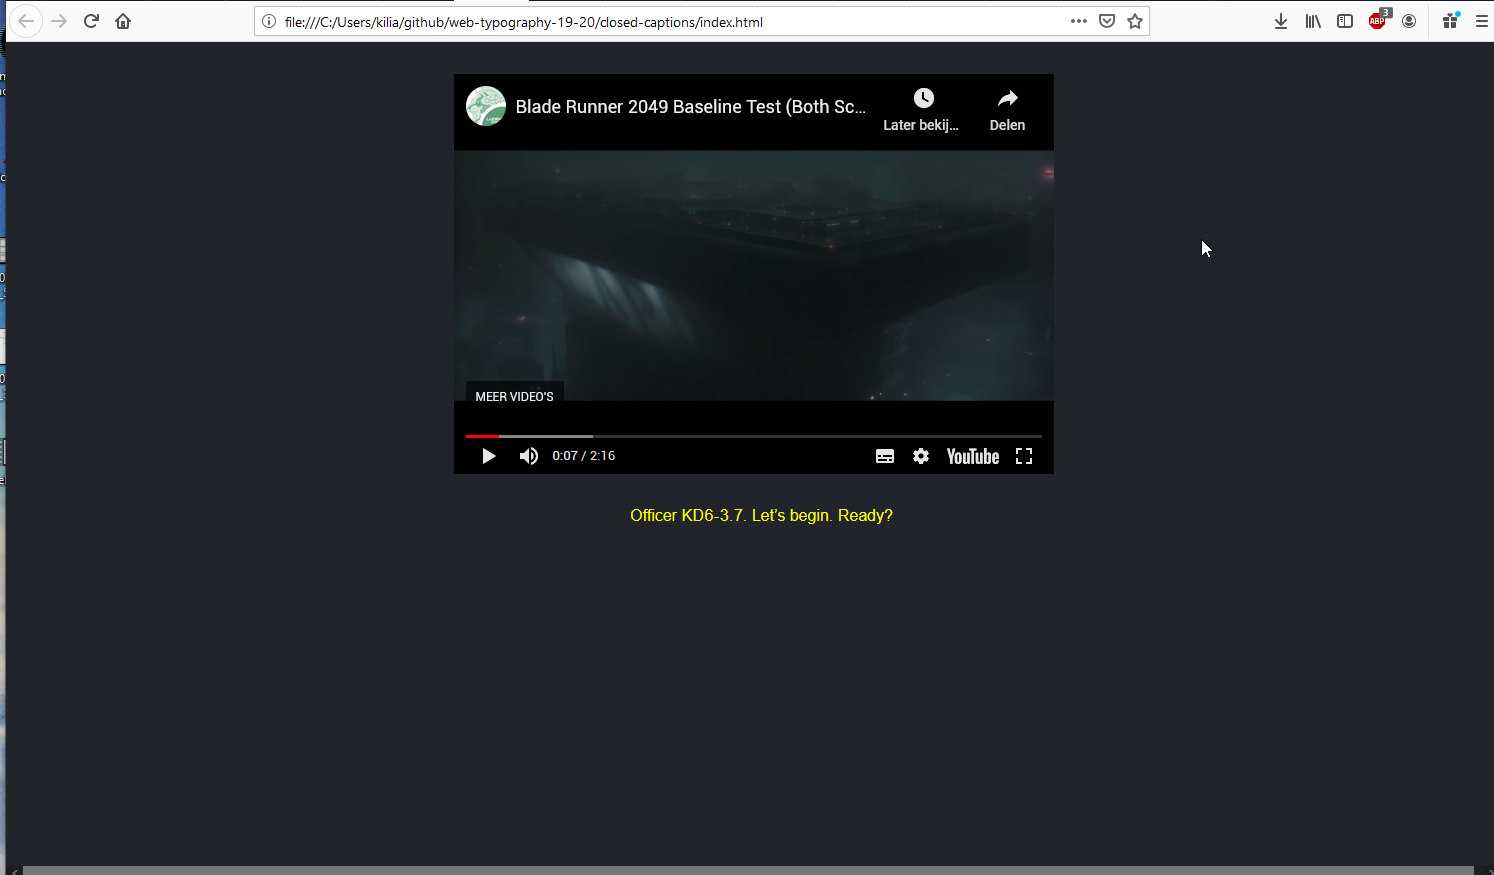 file:///C:/Users/kilia/github/web-typography-19-20/closed-captions/index.html
ABP
3
Blade Runner 2049 Baseline Test (Both Sc...
Later bekij...
Delen
MEER VIDEO'S
0:07 / 2:16
YouTube
Officer KD6-3.7. Let's begin. Ready?